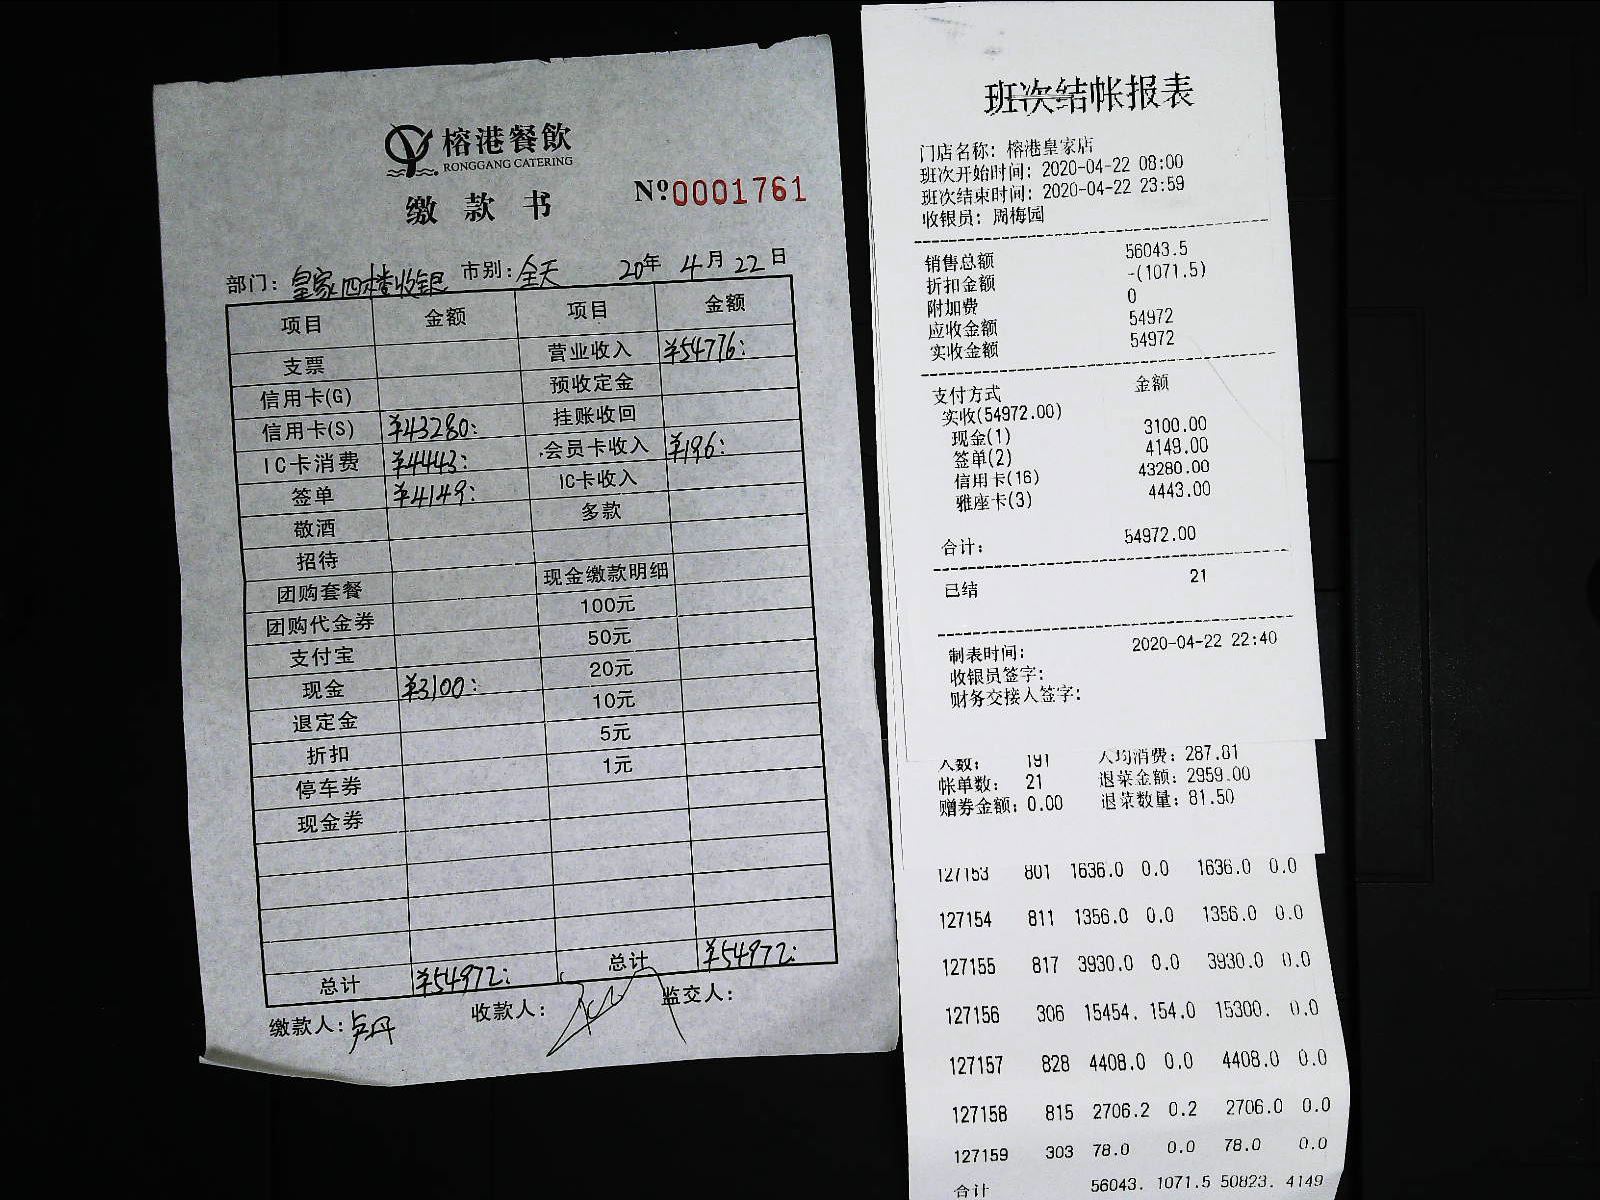 榕港餐飲
RONGGANG CATERING
缴款书
Nº0001761
部门：皇家四楼收银 市别：全天 20年 4月 22日
项目 金额 项目 金额
支票 营业收入 ¥54776:
信用卡(G) 预收定金
信用卡(S) ¥43280: 挂账收回
IC卡消费 ¥4443: 会员卡收入 ¥196:
签单 ¥4149: IC卡收入
敬酒 多款
招待
团购套餐 现金缴款明细
团购代金券 100元
支付宝 50元
现金 ¥3100: 20元
退定金 10元
折扣 5元
停车券 1元
现金券
总计 ¥54972: 总计 ¥54972:
缴款人：卢丹 收款人： 监交人：
班次结帐报表
门店名称：榕港皇家店
班次开始时间：2020-04-22 08:00
班次结束时间：2020-04-22 23:59
收银员：周梅园
销售总额 56043.5
折扣金额 -(1071.5)
附加费 0
应收金额 54972
实收金额 54972
支付方式 金额
实收(54972.00)
现金(1) 3100.00
签单(2) 4149.00
信用卡(16) 43280.00
雅座卡(3) 4443.00
合计： 54972.00
已结 21
制表时间： 2020-04-22 22:40
收银员签字：
财务交接人签字：
人数： 191 人均消费：287.81
帐单数： 21 退菜金额：2959.00
赠券金额：0.00 退菜数量：81.50
127153 801 1636.0 0.0 1636.0 0.0
127154 811 1356.0 0.0 1356.0 0.0
127155 817 3930.0 0.0 3930.0 0.0
127156 306 15454. 154.0 15300. 0.0
127157 828 4408.0 0.0 4408.0 0.0
127158 815 2706.2 0.2 2706.0 0.0
127159 303 78.0 0.0 78.0 0.0
合计 56043. 1071.5 50823. 4149